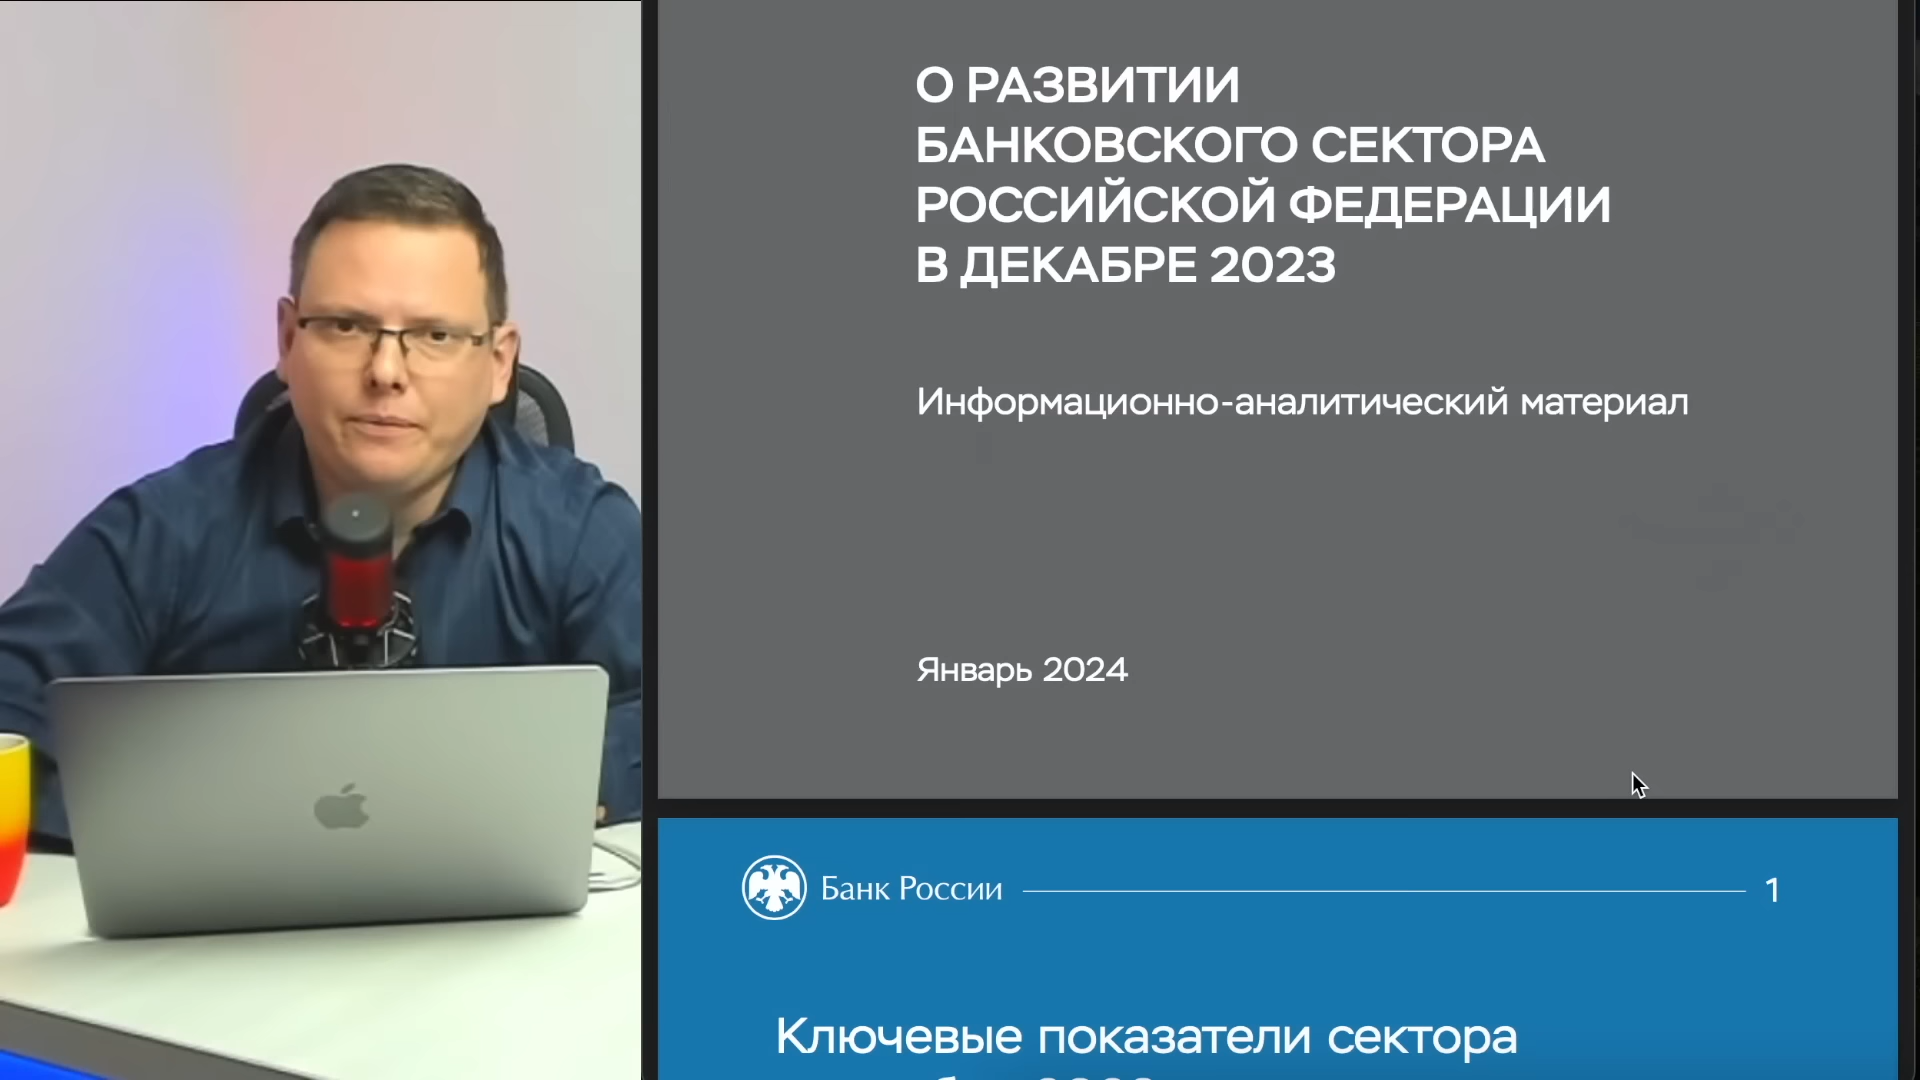 О РАЗВИТИИ
БАНКОВСКОГО СЕКТОРА
РОССИЙСКОЙ ФЕДЕРАЦИИ
В ДЕКАБРЕ 2023
Информационно-аналитический материал
Январь 2024
Банк России
1
Ключевые показатели сектора